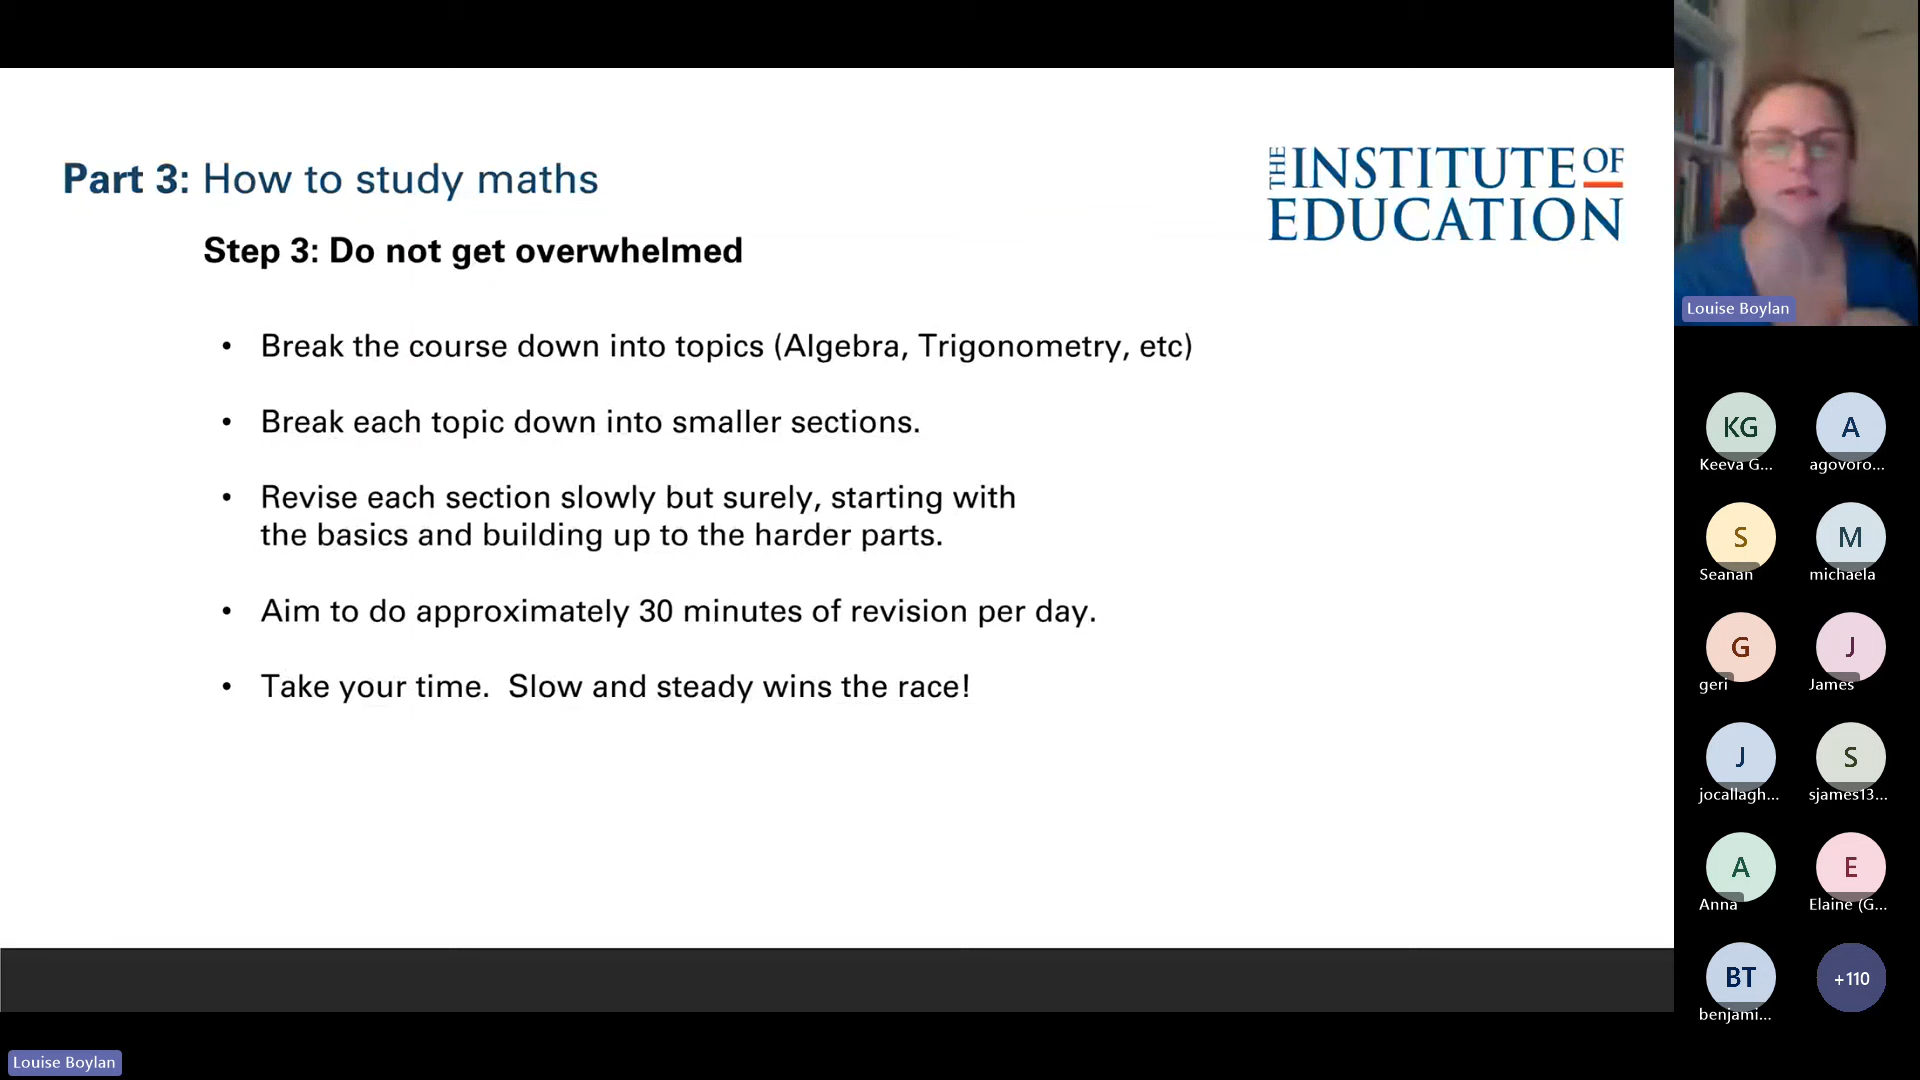 Part 3: How to study maths
THE INSTITUTE OF
EDUCATION
Step 3: Do not get overwhelmed
• Break the course down into topics (Algebra, Trigonometry, etc)
• Break each topic down into smaller sections.
• Revise each section slowly but surely, starting with
the basics and building up to the harder parts.
• Aim to do approximately 30 minutes of revision per day.
• Take your time.  Slow and steady wins the race!
Louise Boylan
KG
Keeva G...
A
agovoro...
S
Seanan
M
michaela
G
geri
J
James
J
jocallagh...
S
sjames13...
A
Anna
E
Elaine (G...
BT
benjami...
+110
Louise Boylan